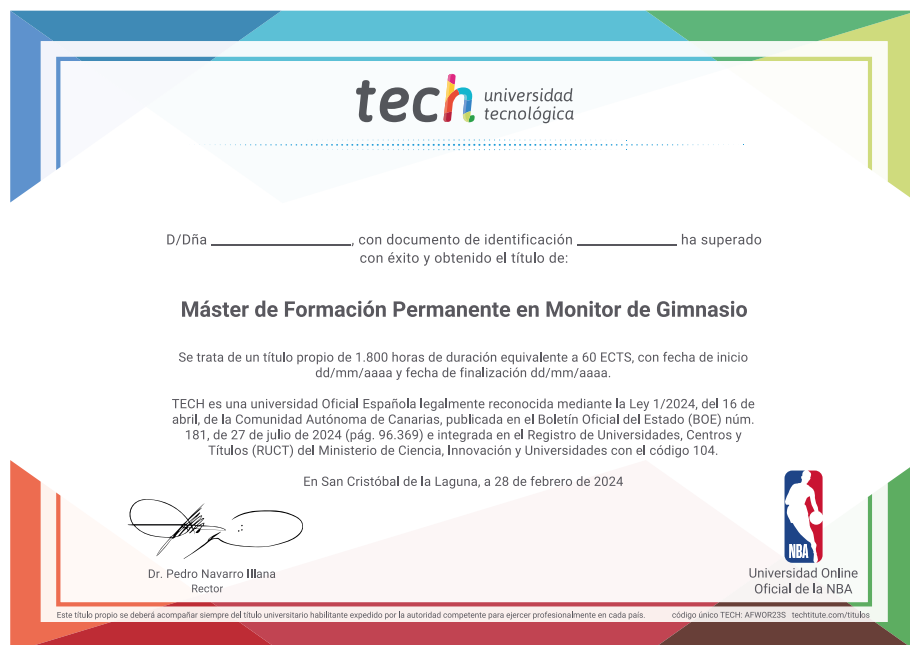 tech universidad
tecnológica
D/Dña ______________, con documento de identificación __________ ha superado
con éxito y obtenido el título de:
Máster de Formación Permanente en Monitor de Gimnasio
Se trata de un título propio de 1.800 horas de duración equivalente a 60 ECTS, con fecha de inicio
dd/mm/aaaa y fecha de finalización dd/mm/aaaa.
TECH es una universidad Oficial Española legalmente reconocida mediante la Ley 1/2024, del 16 de
abril, de la Comunidad Autónoma de Canarias, publicada en el Boletín Oficial del Estado (BOE) núm.
181, de 27 de julio de 2024 (pág. 96.369) e integrada en el Registro de Universidades, Centros y
Títulos (RUCT) del Ministerio de Ciencia, Innovación y Universidades con el código 104.
En San Cristóbal de la Laguna, a 28 de febrero de 2024
Dr. Pedro Navarro Illana
Rector
NBA
Universidad Online
Oficial de la NBA
Este título propio se deberá acompañar siempre del título universitario habilitante expedido por la autoridad competente para ejercer profesionalmente en cada país.
código único TECH: AFWOR23S techtitute.com/titulos